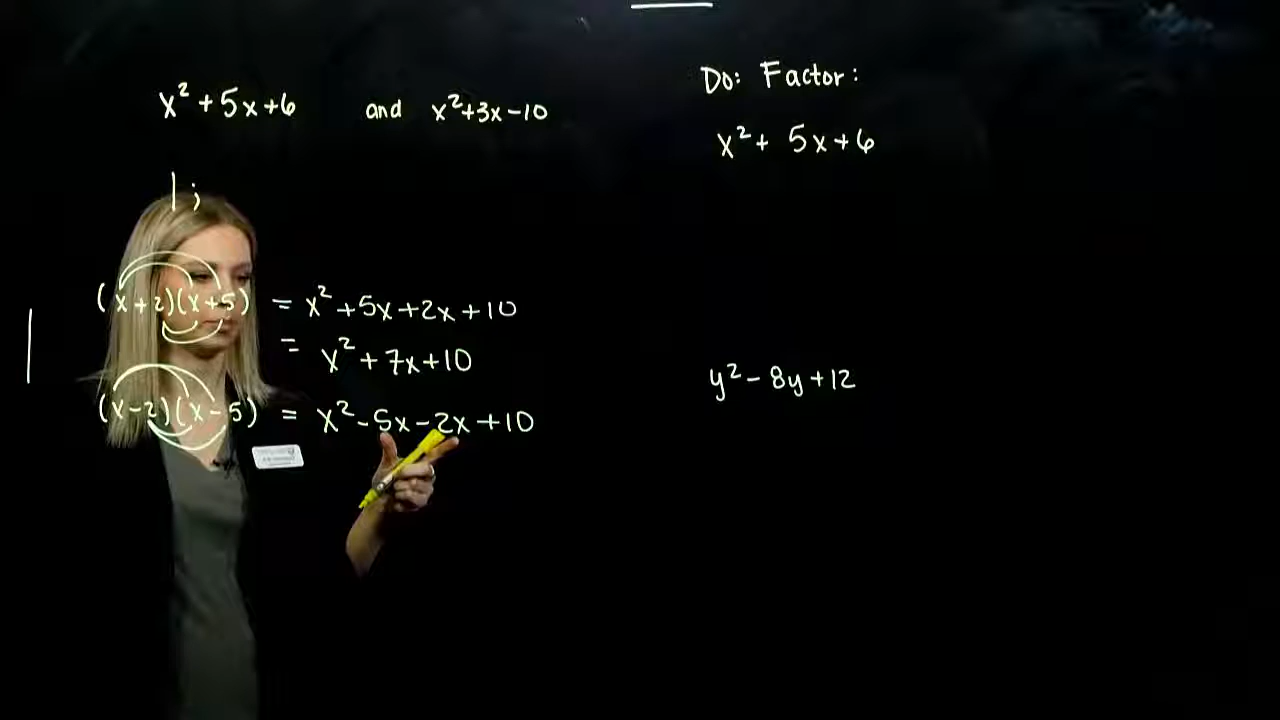 x² + 5x + 6 and x² + 3x - 10
1;
(x + 2)(x + 5) = x² + 5x + 2x + 10
= x² + 7x + 10
(x - 2)(x - 5) = x² - 5x - 2x + 10
Do: Factor:
x² + 5x + 6
y² - 8y + 12